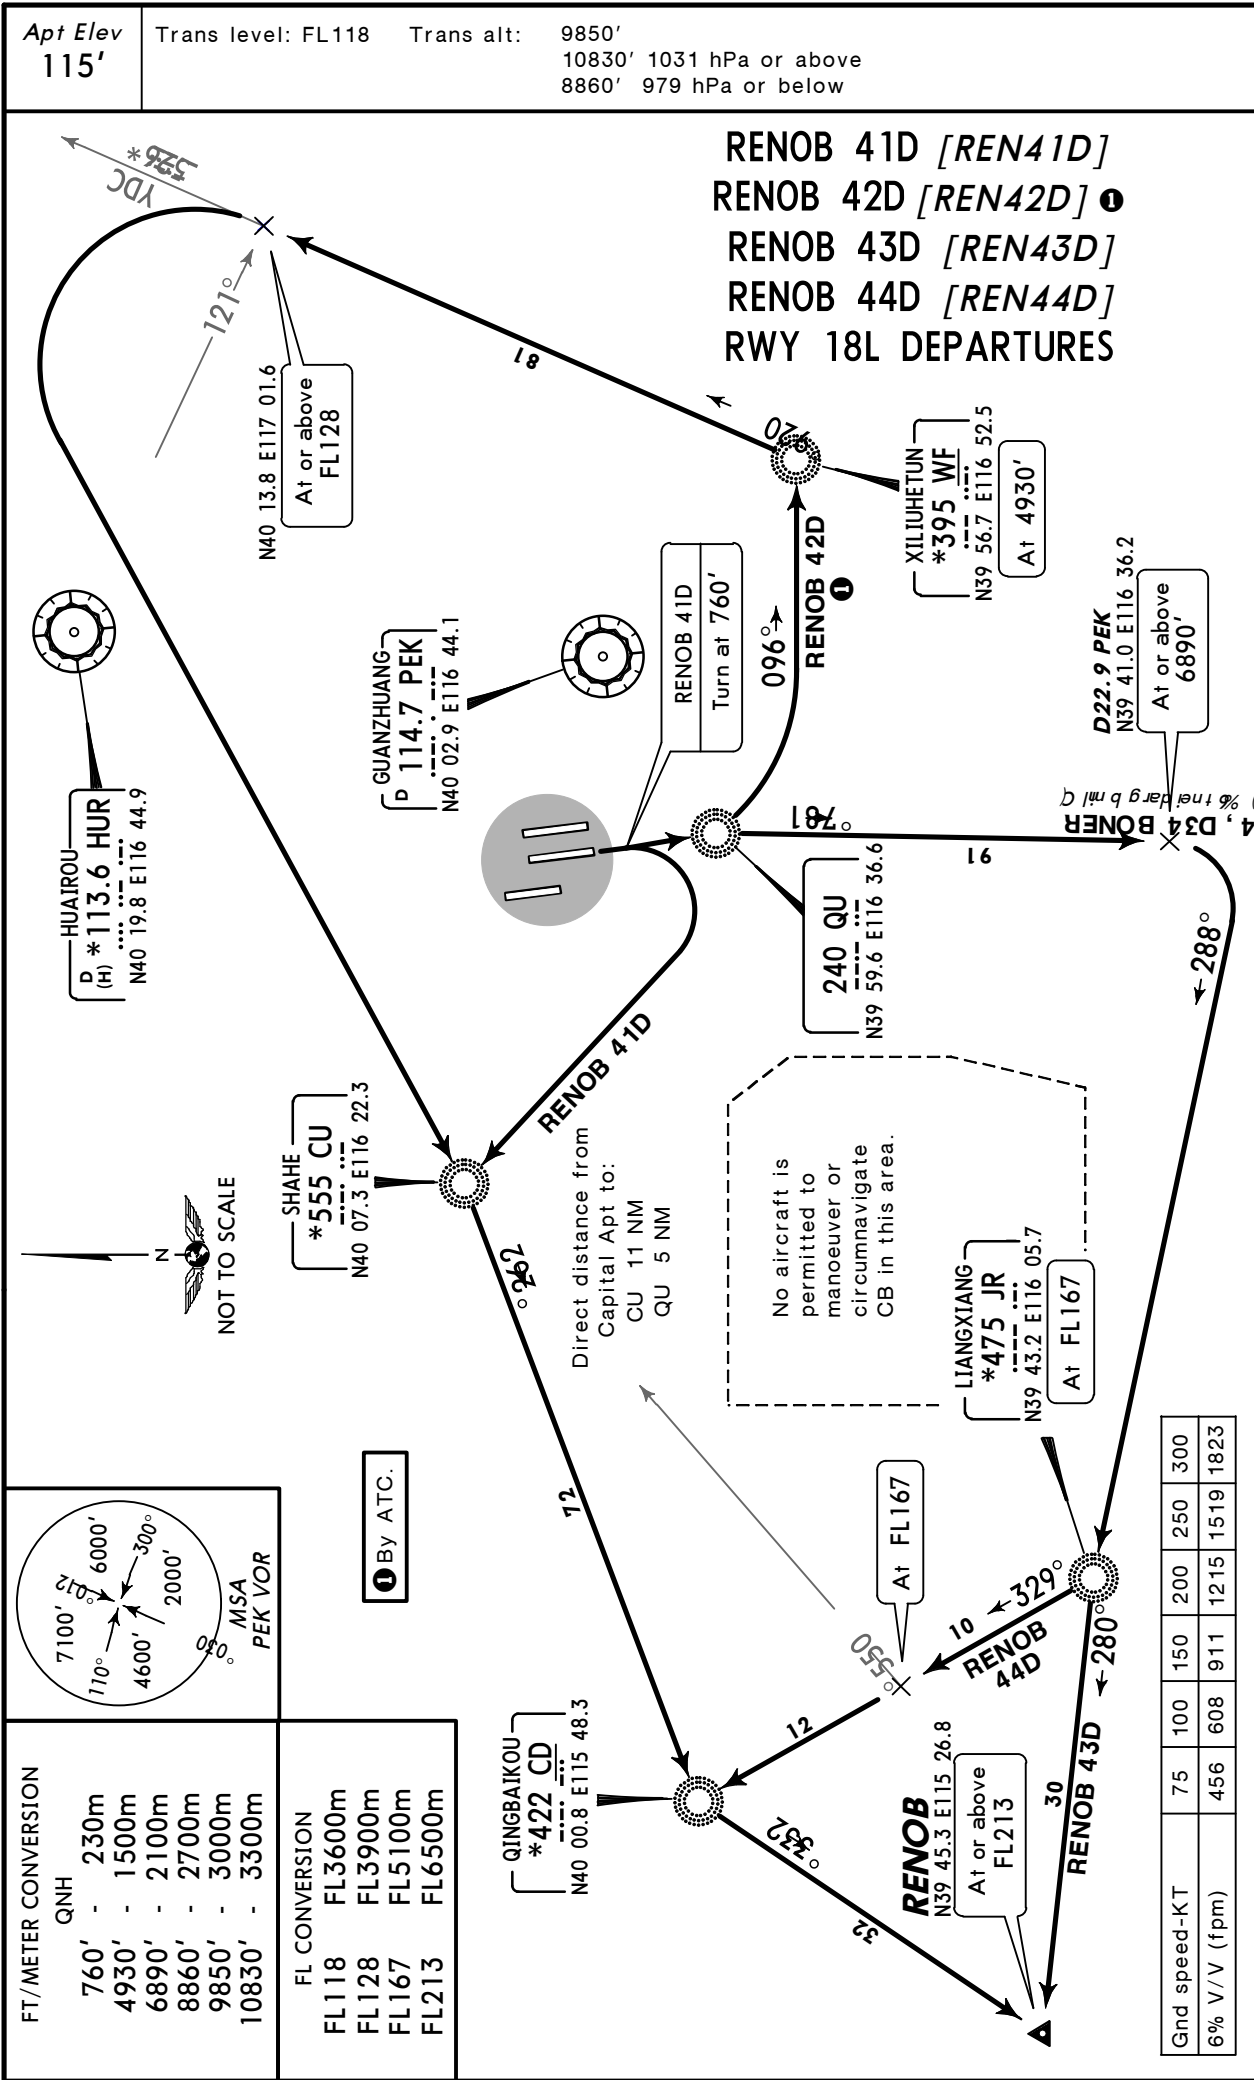 Apt Elev
115'
Trans level: FL118 Trans alt: 9850'
10830' 1031 hPa or above
8860' 979 hPa or below
RENOB 41D [REN41D]
RENOB 42D [REN42D] ❶
RENOB 43D [REN43D]
RENOB 44D [REN44D]
RWY 18L DEPARTURES
YDC
121°
N40 13.8 E117 01.6
At or above
FL128
81
HUAIROU
D
(H) *113.6 HUR
N40 19.8 E116 44.9
GUANZHUANG
D 114.7 PEK
N40 02.9 E116 44.1
RENOB 41D
Turn at 760'
096°
RENOB 42D
❶
XILIUHETUN
*395 WF
N39 56.7 E116 52.5
At 4930'
D22.9 PEK
N39 41.0 E116 36.2
At or above
6890'
240 QU
N39 59.6 E116 36.6
91
288°
RENOB 41D
SHAHE
*555 CU
N40 07.3 E116 22.3
N
NOT TO SCALE
Direct distance from
Capital Apt to:
CU 11 NM
QU 5 NM
No aircraft is
permitted to
manoeuver or
circumnavigate
CB in this area.
LIANGXIANG
*475 JR
N39 43.2 E116 05.7
At FL167
72
❶ By ATC.
7100'
6000'
2000'
4600'
110°
300°
030°
MSA
PEK VOR
At FL167
10
329°
RENOB
44D
280°
12
QINGBAIKOU
*422 CD
N40 00.8 E115 48.3
30
RENOB 43D
RENOB
N39 45.3 E115 26.8
At or above
FL213
32
FT/METER CONVERSION
QNH
760' - 230m
4930' - 1500m
6890' - 2100m
8860' - 2700m
9850' - 3000m
10830' - 3300m
FL CONVERSION
FL118 FL3600m
FL128 FL3900m
FL167 FL5100m
FL213 FL6500m
Gnd speed-KT 75 100 150 200 250 300
6% V/V (fpm) 456 608 911 1215 1519 1823